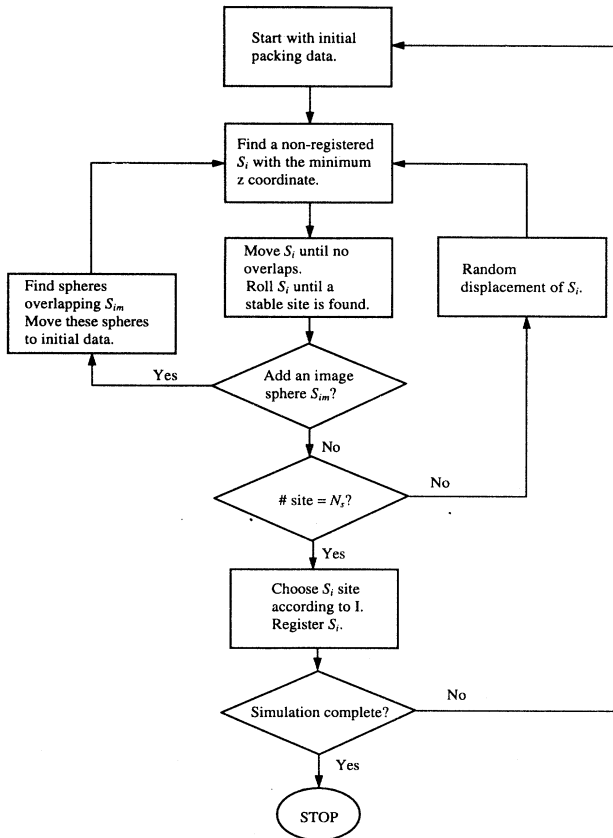 Start with initial
packing data.
Find a non-registered
S_i with the minimum
z coordinate.
Move S_i until no
overlaps.
Roll S_i until a
stable site is found.
Find spheres
overlapping S_im
Move these spheres
to initial data.
Random
displacement of S_i.
Yes
Add an image
sphere S_im?
No
# site = N_s?
No
Yes
Choose S_i site
according to I.
Register S_i.
Simulation complete?
No
Yes
STOP